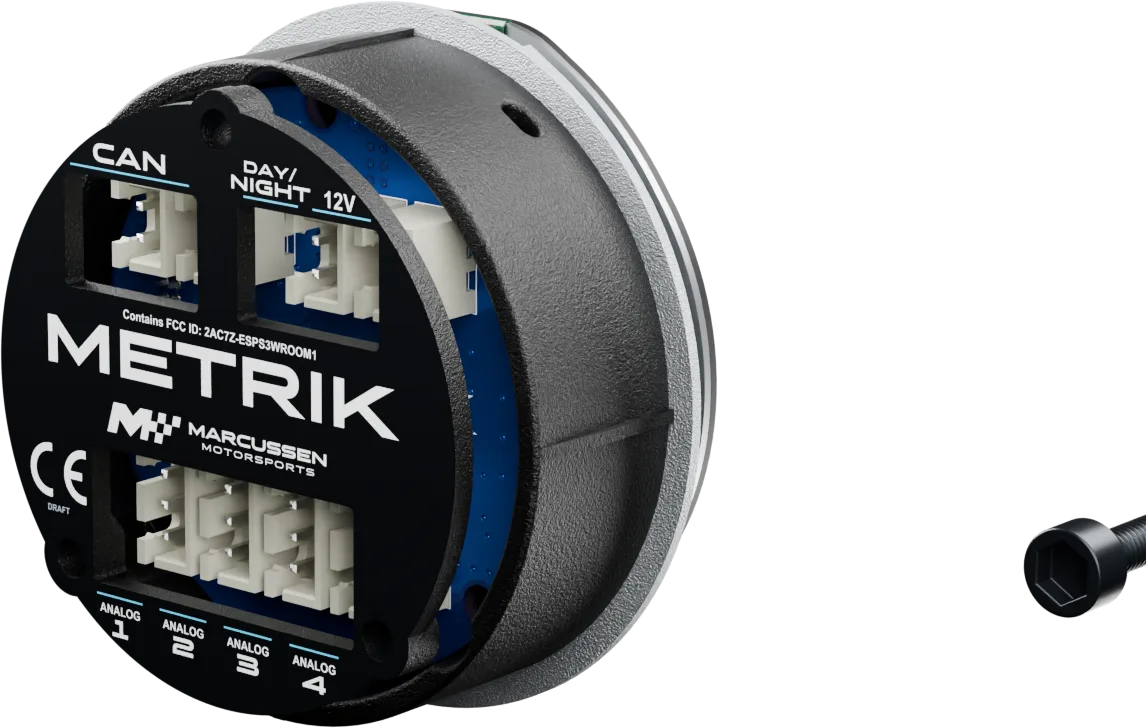 CAN
DAY/
NIGHT
12V
Contains FCC ID: 2AC7Z-ESPS3WROOM1
METRIK
MARCUSSEN
MOTORSPORTS
CE
DRAFT
ANALOG
1
ANALOG
2
ANALOG
3
ANALOG
4